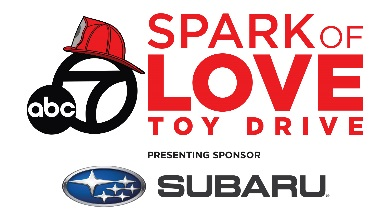 SPARK OF
LOVE
abc 7
TOY DRIVE
PRESENTING SPONSOR
SUBARU